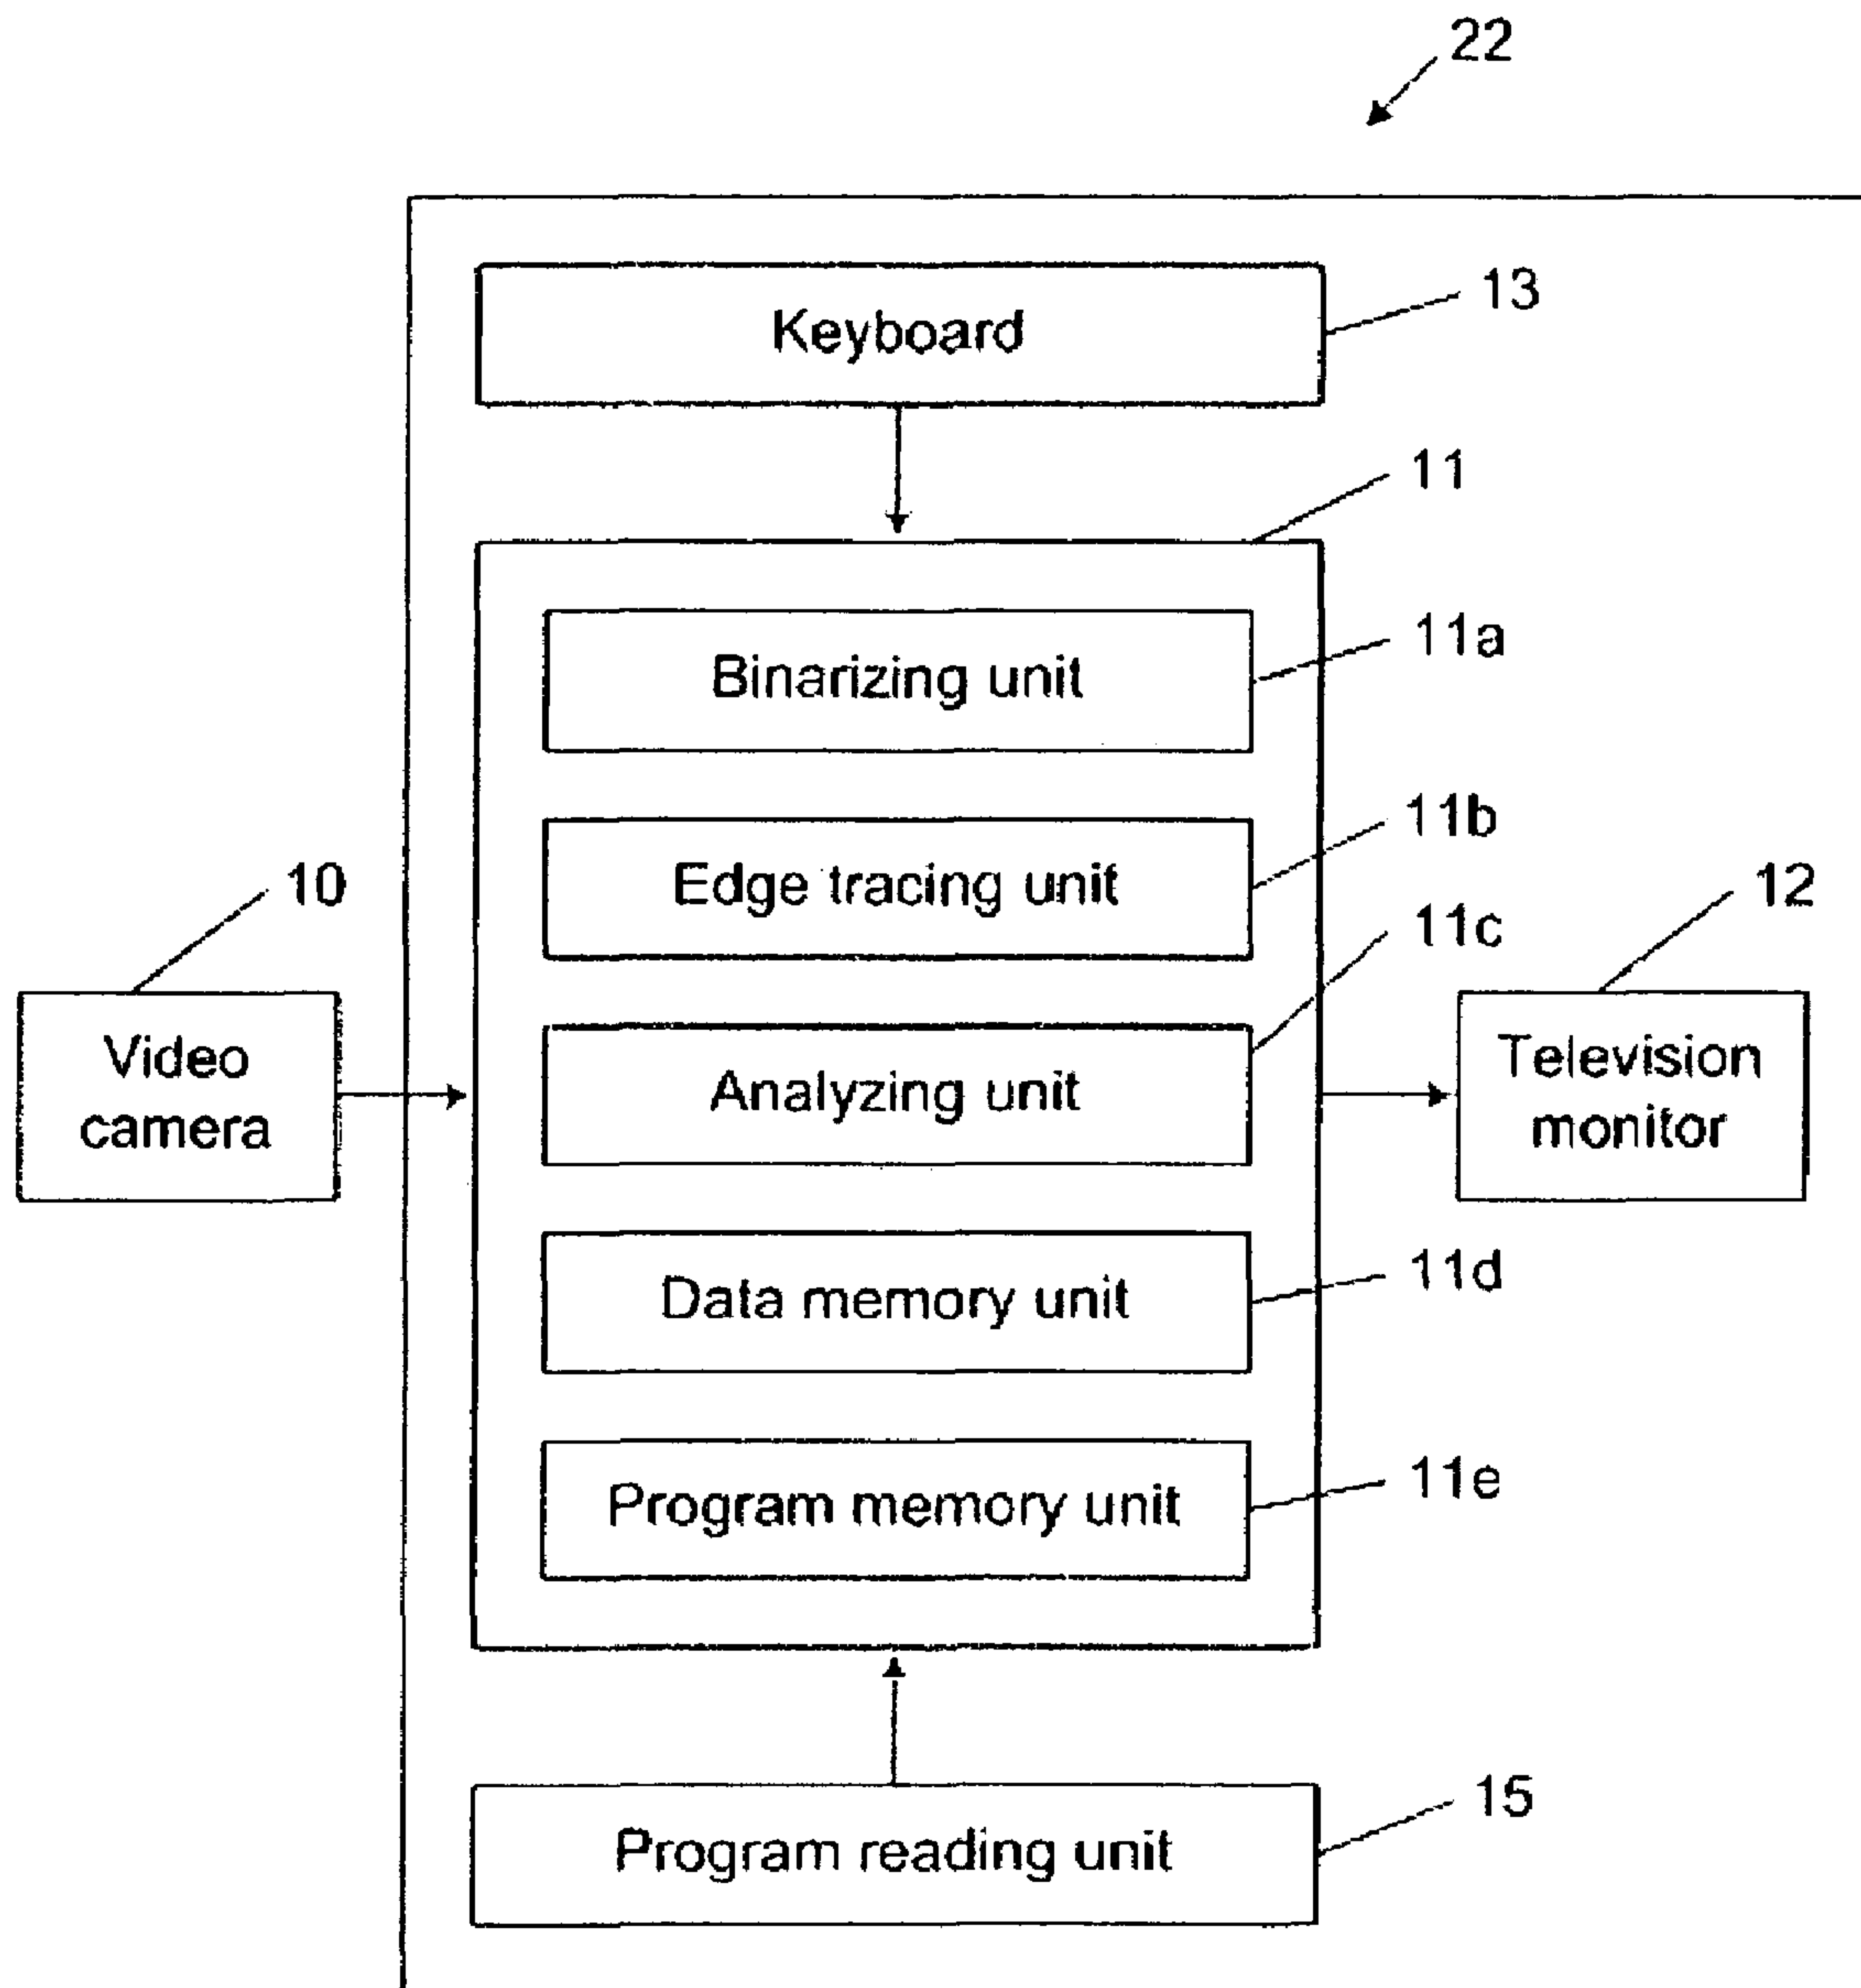 22
Keyboard
13
11
Binarizing unit
11a
Edge tracing unit
11b
10
12
11c
Video
camera
Analyzing unit
Television
monitor
Data memory unit
11d
Program memory unit
11e
Program reading unit
15